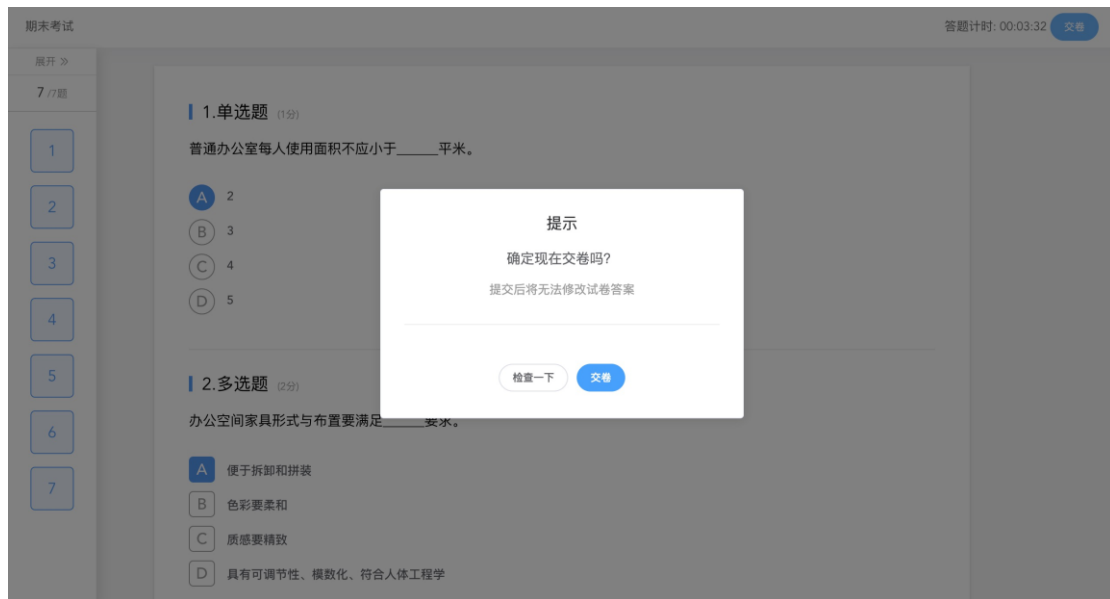 期末考试
答题计时: 00:03:32 交卷
展开 »
7 /7题
1
2
3
4
5
6
7
1.单选题 (1分)
普通办公室每人使用面积不应小于______平米。
A 2
B 3
C 4
D 5
提示
确定现在交卷吗?
提交后将无法修改试卷答案
检查一下 交卷
2.多选题 (2分)
办公空间家具形式与布置要满足______要求。
A 便于拆卸和拼装
B 色彩要柔和
C 质感要精致
D 具有可调节性、模数化、符合人体工程学